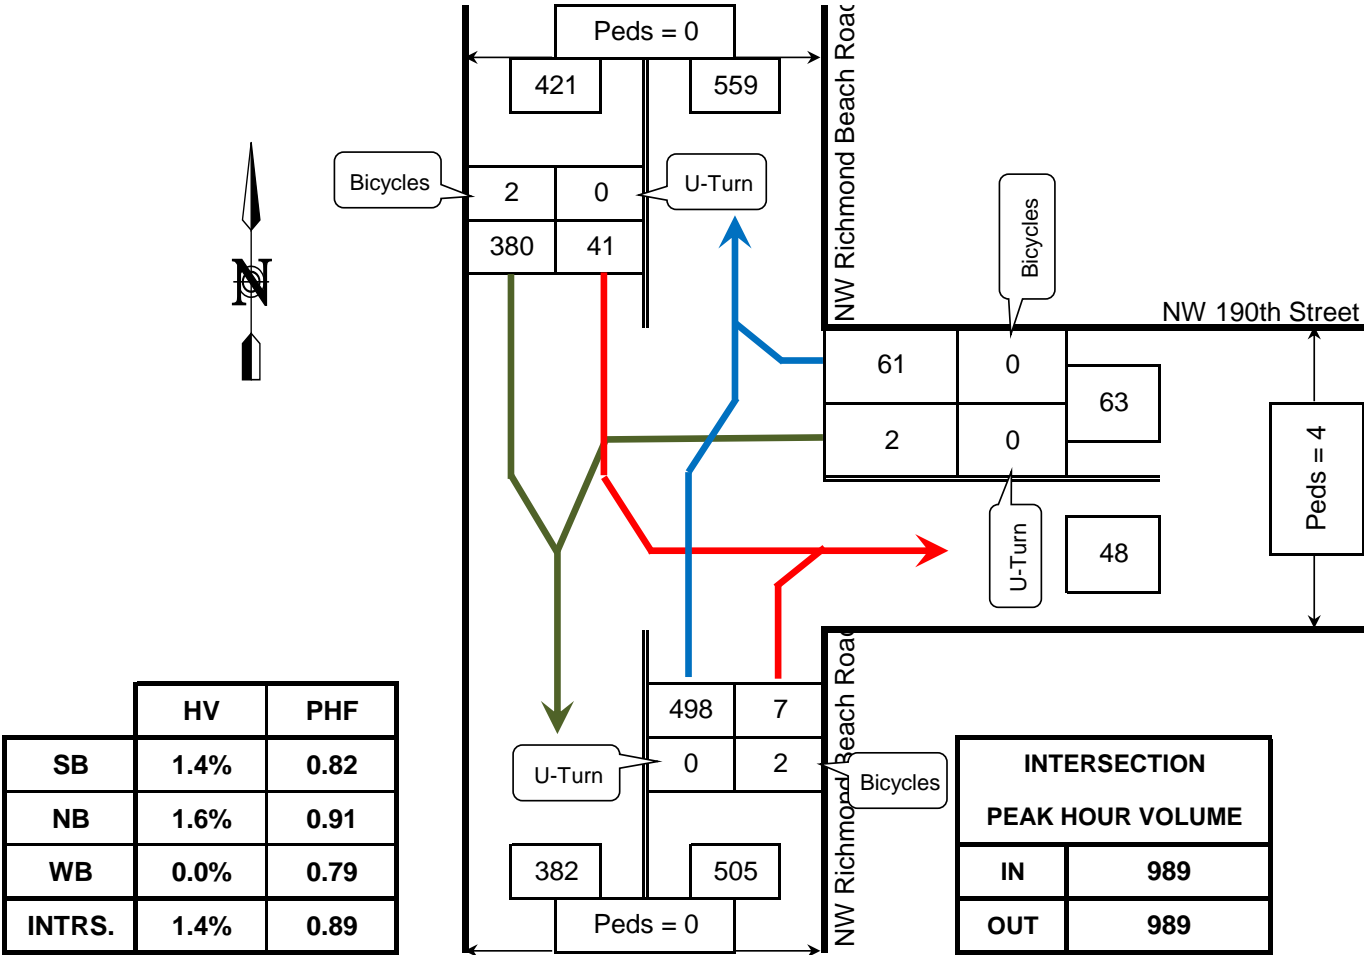 Peds = 0
421
559
NW Richmond Beach Road
Bicycles
2
0
U-Turn
380
41
Bicycles
N
NW 190th Street
61
0
63
2
0
Peds = 4
U-Turn
48
498
7
U-Turn
0
2
Bicycles
NW Richmond Beach Road
382
505
Peds = 0
HV PHF
SB 1.4% 0.82
NB 1.6% 0.91
WB 0.0% 0.79
INTRS. 1.4% 0.89
INTERSECTION
PEAK HOUR VOLUME
IN 989
OUT 989